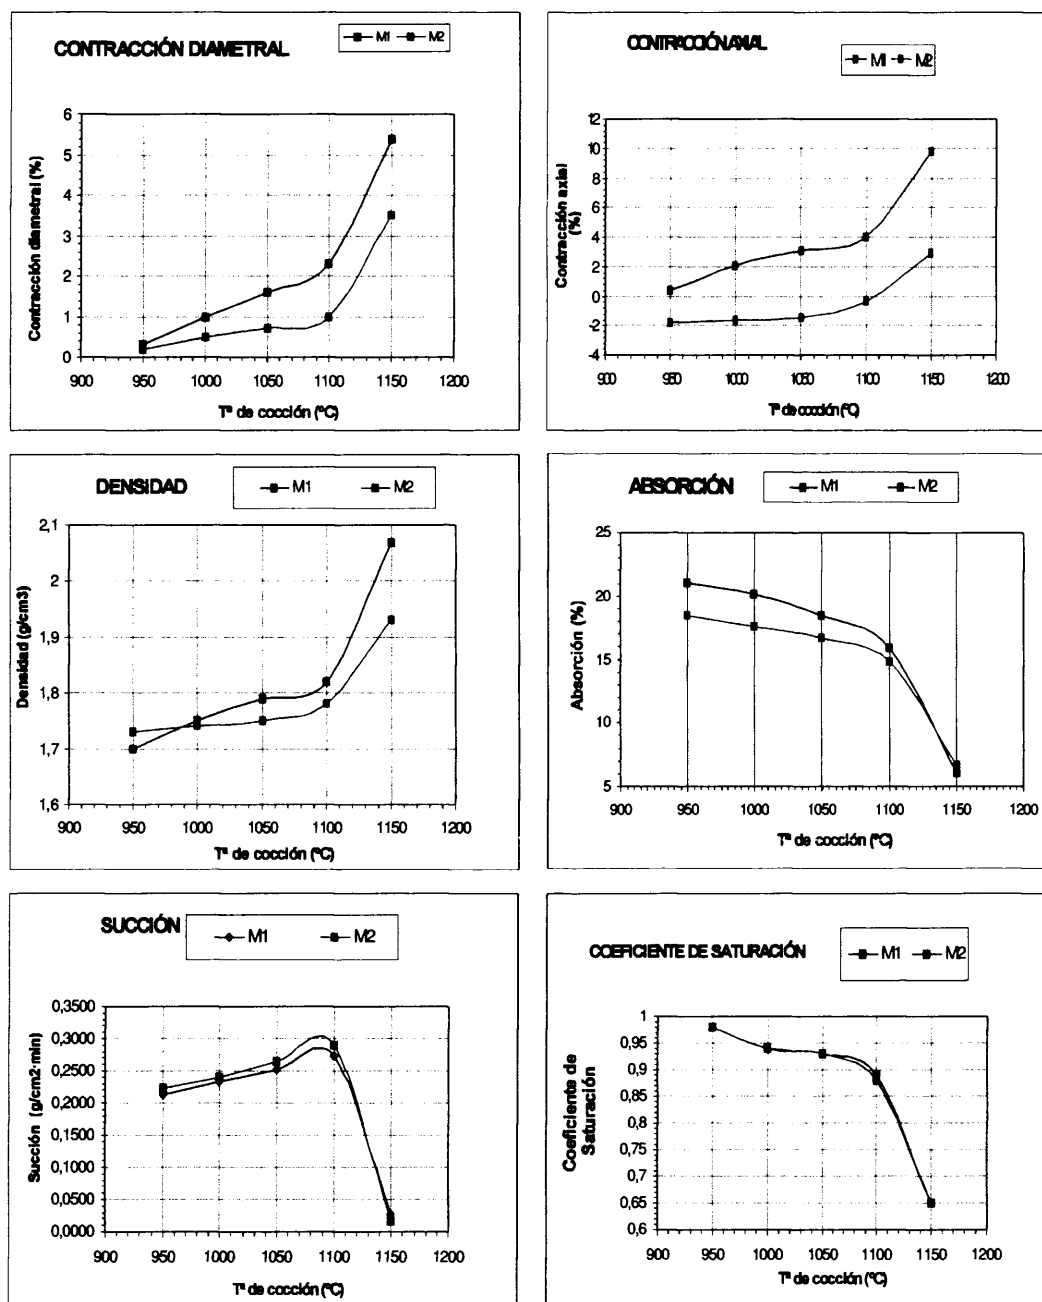 CONTRACCIÓN DIAMETRAL
M1 M2
Contracción diametral (%)
6
5
4
3
2
1
0
900 950 1000 1050 1100 1150 1200
Tª de cocción (ºC)
CONTRACCIÓN AXIAL
M1 M2
Contracción axial
(%)
12
10
8
6
4
2
0
-2
-4
900 950 1000 1050 1100 1150 1200
Tª de cocción (ºC)
DENSIDAD
M1 M2
Densidad (g/cm3)
2,1
2
1,9
1,8
1,7
1,6
900 950 1000 1050 1100 1150 1200
Tª de cocción (ºC)
ABSORCIÓN
M1 M2
Absorción (%)
25
20
15
10
5
900 950 1000 1050 1100 1150 1200
Tª de cocción (ºC)
SUCCIÓN
M1 M2
Succión (g/cm2·min)
0,3500
0,3000
0,2500
0,2000
0,1500
0,1000
0,0500
0,0000
900 950 1000 1050 1100 1150 1200
Tª de cocción (ºC)
COEFICIENTE DE SATURACIÓN
M1 M2
Coeficiente de
Saturación
1
0,95
0,9
0,85
0,8
0,75
0,7
0,65
0,6
900 950 1000 1050 1100 1150 1200
Tª de cocción (ºC)